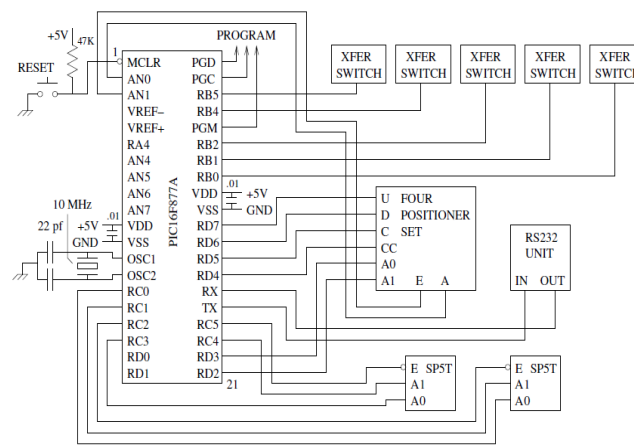 PROGRAM
+5V
47K
RESET
1
XFER SWITCH
XFER SWITCH
XFER SWITCH
XFER SWITCH
XFER SWITCH
MCLR PGD
AN0 PGC
AN1 RB5
VREF− RB4
VREF+ PGM
RA4 RB2
AN4 RB1
AN5 RB0
AN6 VDD
AN7 VSS
VDD RD7
VSS RD6
OSC1 RD5
OSC2 RD4
RC0 RX
RC1 TX
RC2 RC5
RC3 RC4
RD0 RD3
RD1 RD2
PIC16F877A
21
.01
+5V
GND
10 MHz
22 pf
+5V
.01
GND
U FOUR
D POSITIONER
C SET
CC
A0
A1 E A
RS232
UNIT
IN OUT
E SP5T
A1
A0
E SP5T
A1
A0